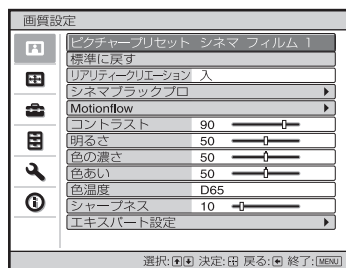 画質設定
ピクチャープリセット シネマ フィルム 1
標準に戻す
リアリティークリエーション 入
シネマブラックプロ
Motionflow
コントラスト 90
明るさ 50
色の濃さ 50
色あい 50
色温度 D65
シャープネス 10
エキスパート設定
選択: 決定: 戻る: 終了:MENU